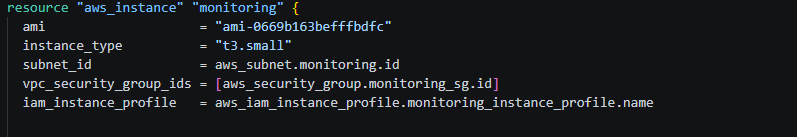 resource "aws_instance" "monitoring" {
  ami                    = "ami-0669b163befffbdfc"
  instance_type          = "t3.small"
  subnet_id              = aws_subnet.monitoring.id
  vpc_security_group_ids = [aws_security_group.monitoring_sg.id]
  iam_instance_profile   = aws_iam_instance_profile.monitoring_instance_profile.name